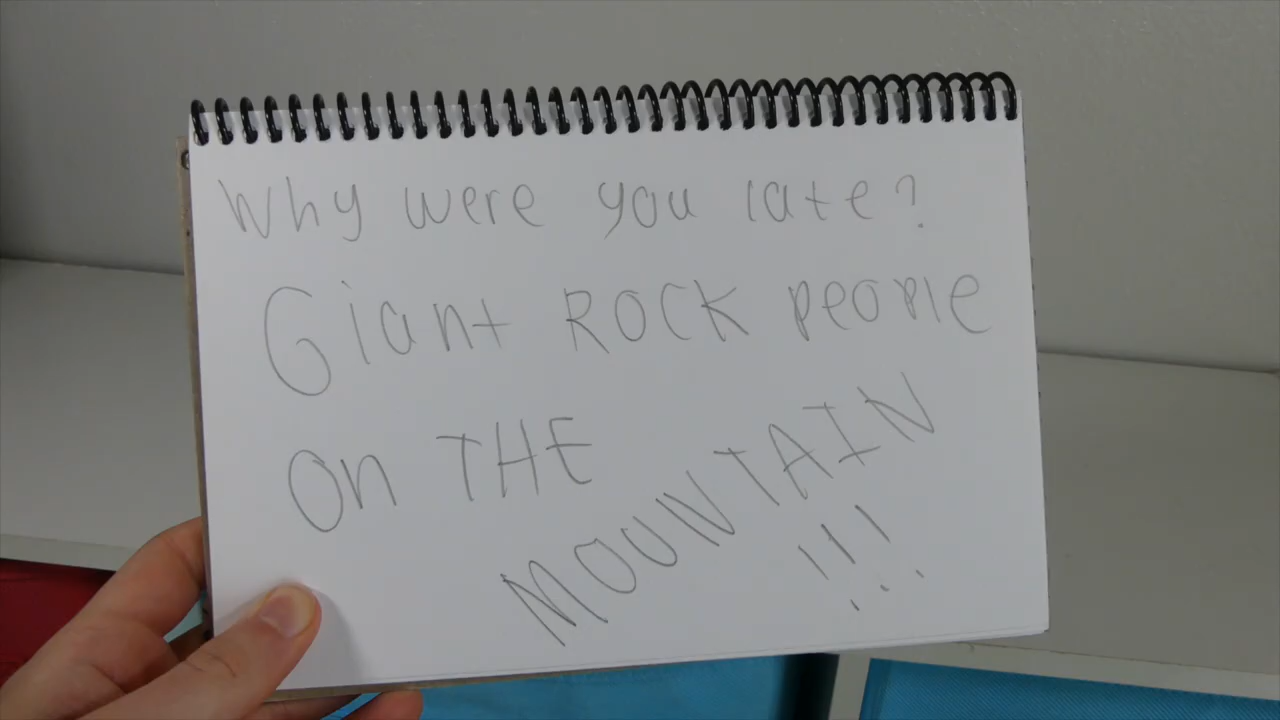 Why were you late?
Giant ROCK people
On THE
MOUNTAIN
!!!